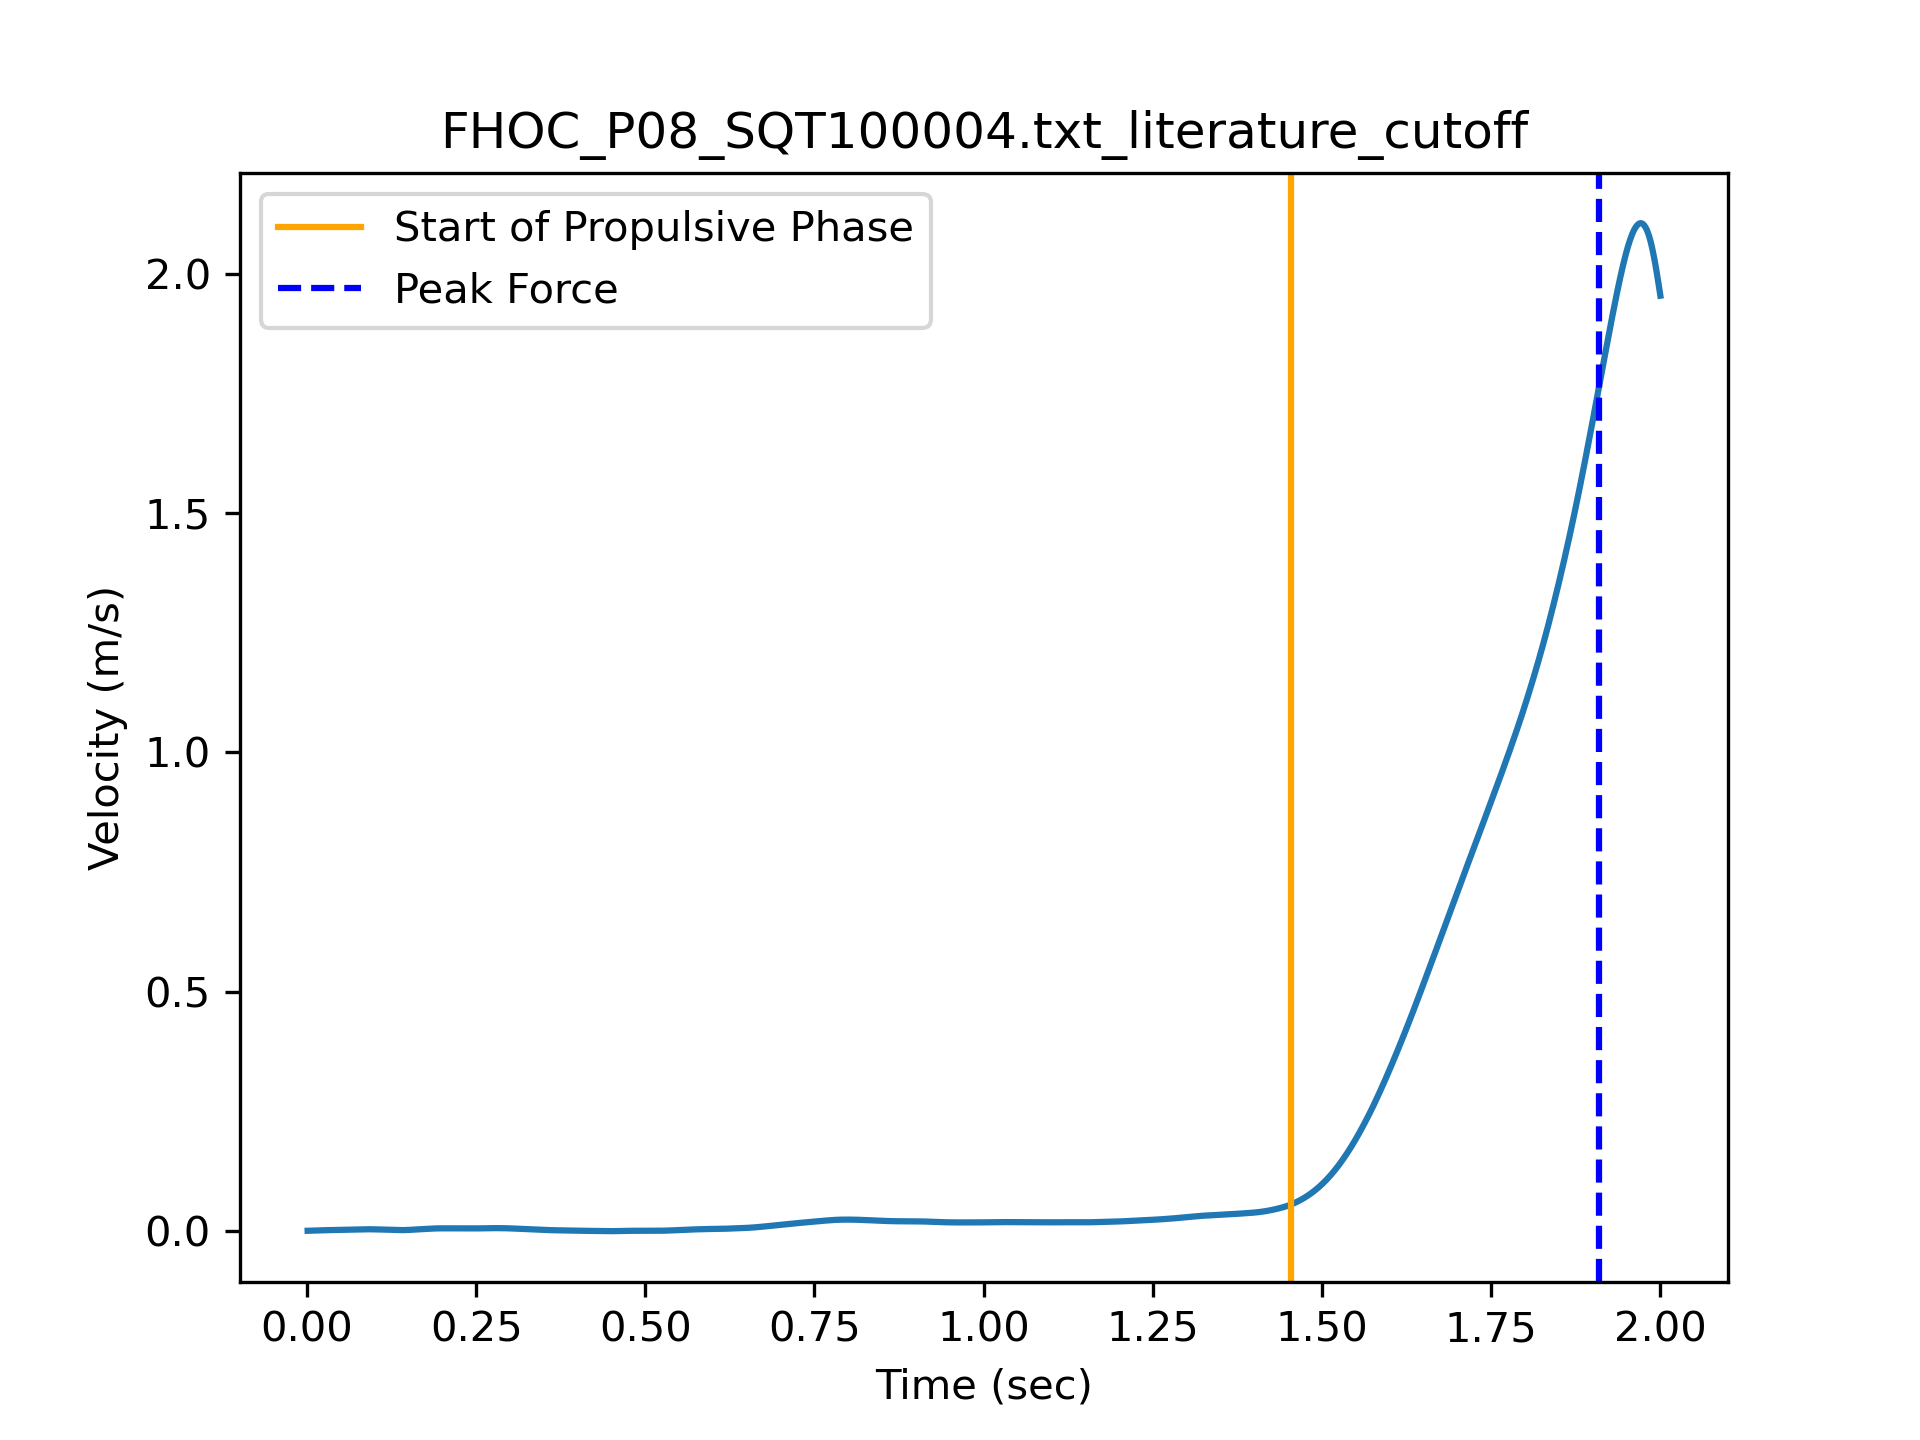 FHOC_P08_SQT100004.txt_literature_cutoff
Start of Propulsive Phase
Peak Force
2.0
1.5
1.0
0.5
0.0
Velocity (m/s)
0.00 0.25 0.50 0.75 1.00 1.25 1.50 1.75 2.00
Time (sec)